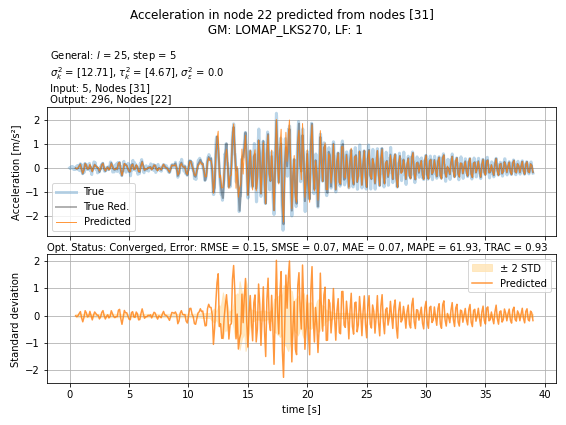 Acceleration in node 22 predicted from nodes [31]
GM: LOMAP_LKS270, LF: 1
General: l = 25, step = 5
σ²ₖ = [12.71], τ²ₖ = [4.67], σ²ε = 0.0
Input: 5, Nodes [31]
Output: 296, Nodes [22]
Acceleration [m/s²]
2
1
0
−1
−2
True
True Red.
Predicted
Opt. Status: Converged, Error: RMSE = 0.15, SMSE = 0.07, MAE = 0.07, MAPE = 61.93, TRAC = 0.93
Standard deviation
2
1
0
−1
−2
± 2 STD
Predicted
0 5 10 15 20 25 30 35 40
time [s]